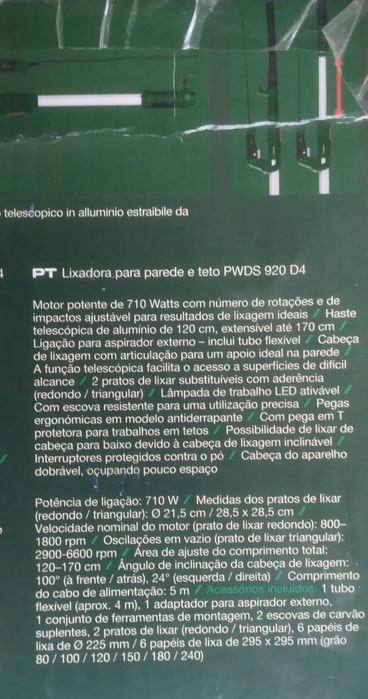 telescopico in alluminio estraibile da
4
PT Lixadora para parede e teto PWDS 920 D4
Motor potente de 710 Watts com número de rotações e de
impactos ajustável para resultados de lixagem ideais / Haste
telescópica de alumínio de 120 cm, extensível até 170 cm /
Ligação para aspirador externo – inclui tubo flexível / Cabeça
de lixagem com articulação para um apoio ideal na parede /
A função telescópica facilita o acesso a superfícies de difícil
alcance / 2 pratos de lixar substituíveis com aderência
(redondo / triangular) / Lâmpada de trabalho LED ativável /
Com escova resistente para uma utilização precisa / Pegas
ergonómicas em modelo antiderrapante / Com pega em T
protetora para trabalhos em tetos / Possibilidade de lixar de
cabeça para baixo devido à cabeça de lixagem inclinável /
Interruptores protegidos contra o pó / Cabeça do aparelho
dobrável, ocupando pouco espaço
Potência de ligação: 710 W / Medidas dos pratos de lixar
(redondo / triangular): Ø 21,5 cm / 28,5 x 28,5 cm /
Velocidade nominal do motor (prato de lixar redondo): 800–
1800 rpm / Oscilações em vazio (prato de lixar triangular):
2900-6600 rpm / Área de ajuste do comprimento total:
120–170 cm / Ângulo de inclinação da cabeça de lixagem:
100° (à frente / atrás), 24° (esquerda / direita) / Comprimento
do cabo de alimentação: 5 m / Acessórios incluídos: 1 tubo
flexível (aprox. 4 m), 1 adaptador para aspirador externo,
1 conjunto de ferramentas de montagem, 2 escovas de carvão
suplentes, 2 pratos de lixar (redondo / triangular), 6 papéis de
lixa de Ø 225 mm / 6 papéis de lixa de 295 x 295 mm (grão
80 / 100 / 120 / 150 / 180 / 240)